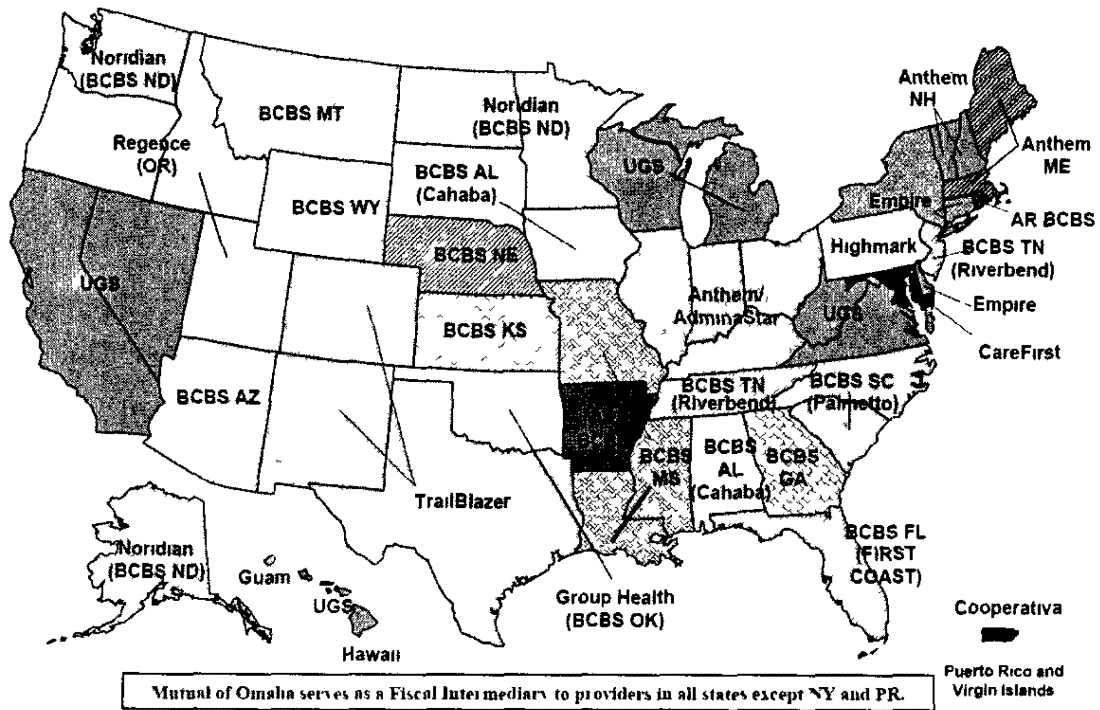 Noridian
(BCBS ND)
BCBS MT
Noridian
(BCBS ND)
Anthem
NH
Regence
(OR)
BCBS AL
(Cahaba)
UGS
Anthem
ME
BCBS WY
Empire
AR BCBS
BCBS NE
Highmark
BCBS TN
(Riverbend)
UGS
Anthem/
AdminaStar
UGS
Empire
BCBS KS
CareFirst
BCBS AZ
BCBS TN
(Riverbend)
BCBS SC
(Palmetto)
BCBS
MS
BCBS
AL
(Cahaba)
BCBS
GA
TrailBlazer
BCBS FL
(FIRST
COAST)
Noridian
(BCBS ND)
Guam
UGS
Hawaii
Group Health
(BCBS OK)
Cooperativa
Puerto Rico and
Virgin Islands
Mutual of Omaha serves as a Fiscal Intermediary to providers in all states except NY and PR.